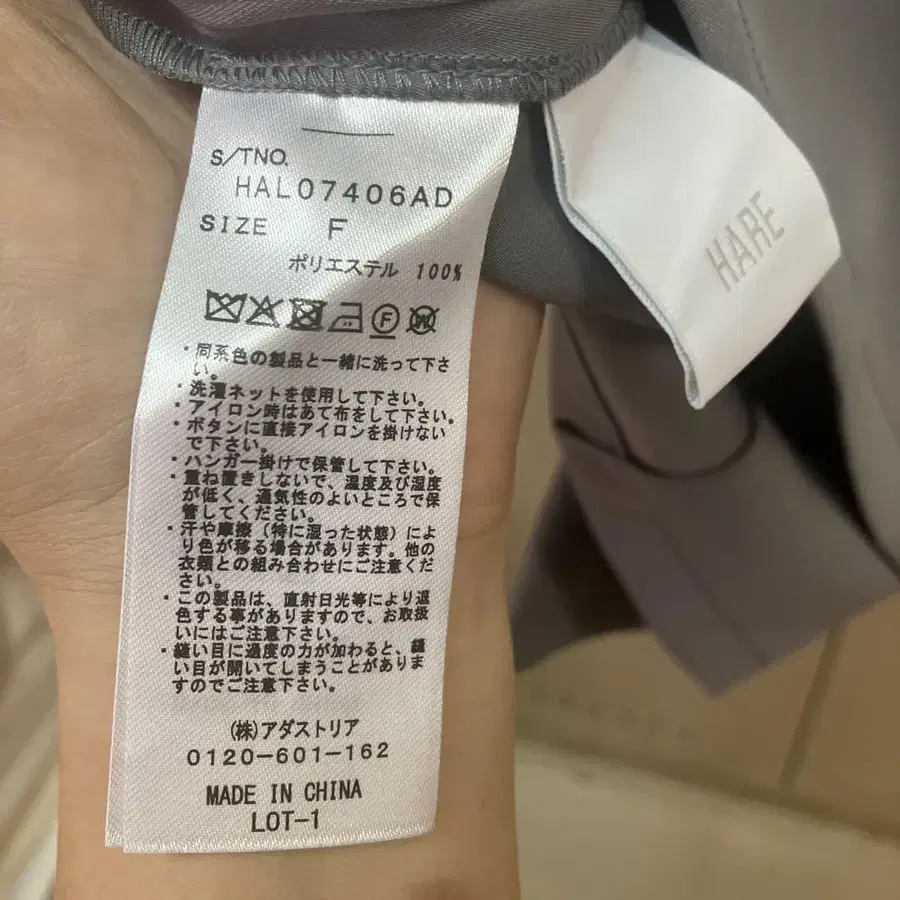 S/TNO.
HAL07406AD
SIZE F
ポリエステル 100%
F
W
・同系色の製品と一緒に洗って下さ
い。
・洗濯ネットを使用して下さい。
・アイロン時はあて布をして下さい。
・ボタンに直接アイロンを掛けない
で下さい。
・ハンガー掛けで保管して下さい。
・重ね置きしないで、温度及び湿度
が低く、通気性のよいところで保
管してください。
・汗や摩擦（特に湿った状態）によ
り色が移る場合があります。他の
衣類との組み合わせにご注意くだ
さい。
・この製品は、直射日光等により退
色する事がありますので、お取扱
いにはご注意下さい。
・縫い目に過度の力が加わると、縫
い目が開いてしまうことがありま
すのでご注意下さい。
(株)アダストリア
0120-601-162
MADE IN CHINA
LOT-1
HARE